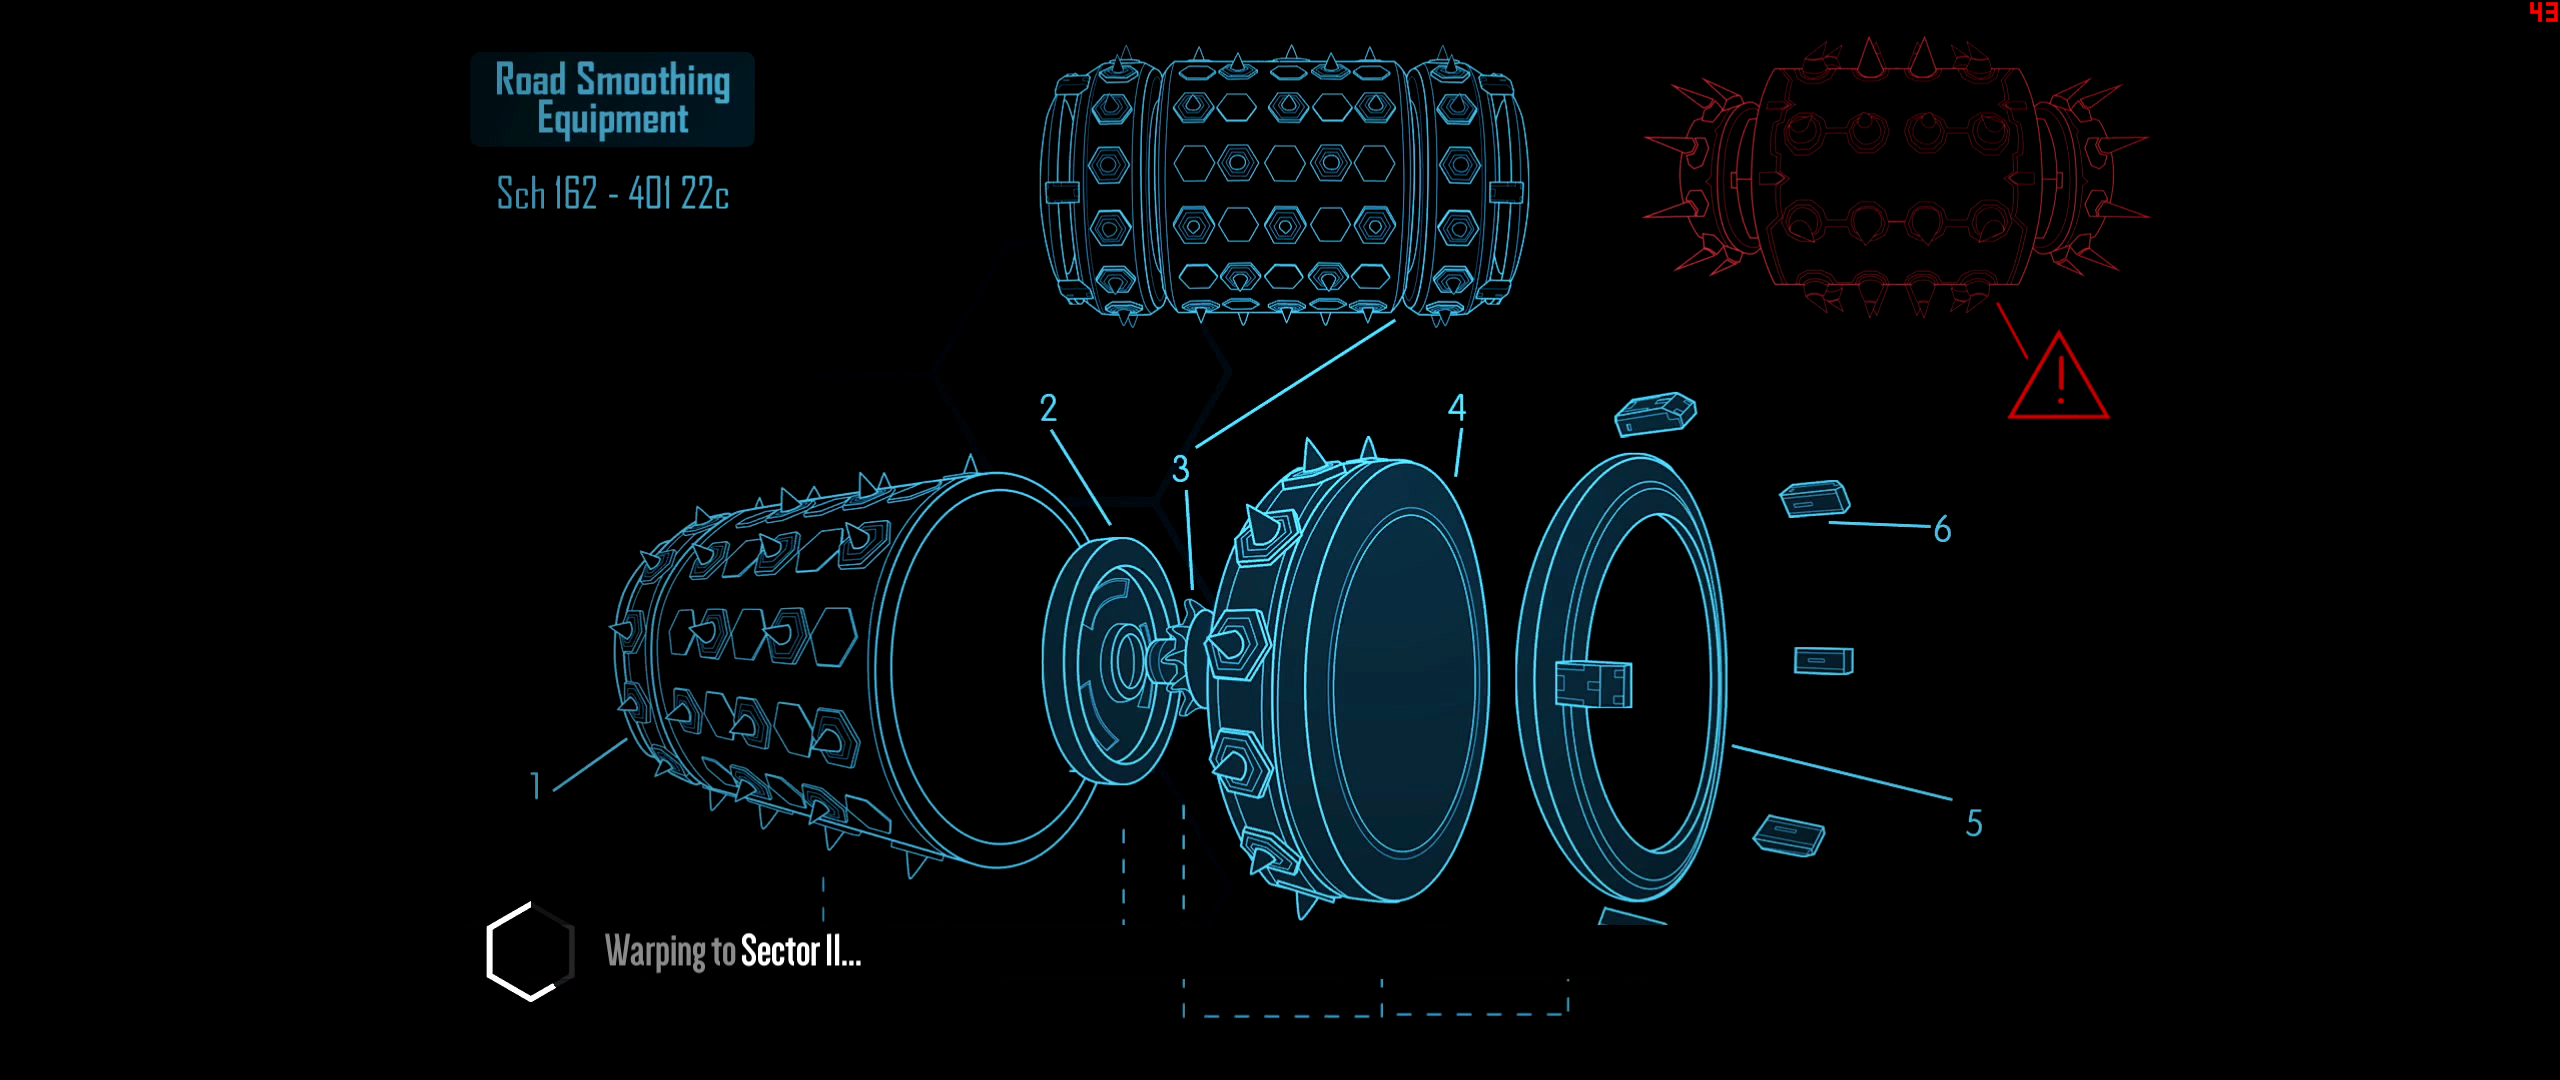 43
Road Smoothing
Equipment
Sch 162 - 401 22c
2
4
3
6
1
5
Warping to Sector II...